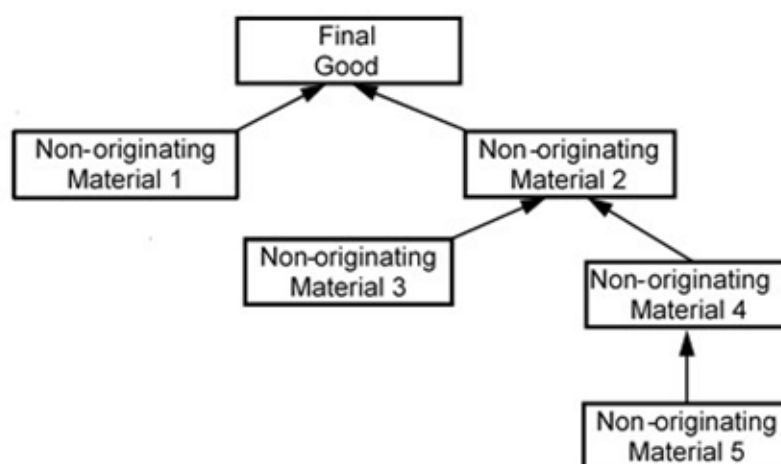 Final
Good
Non-originating
Material 1
Non-originating
Material 2
Non-originating
Material 3
Non-originating
Material 4
Non-originating
Material 5